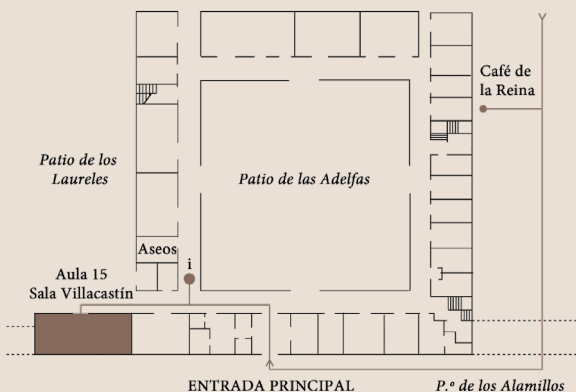 Café de
la Reina
Patio de los
Laureles
Patio de las Adelfas
Aseos
i
Aula 15
Sala Villacastín
ENTRADA PRINCIPAL
P.º de los Alamillos